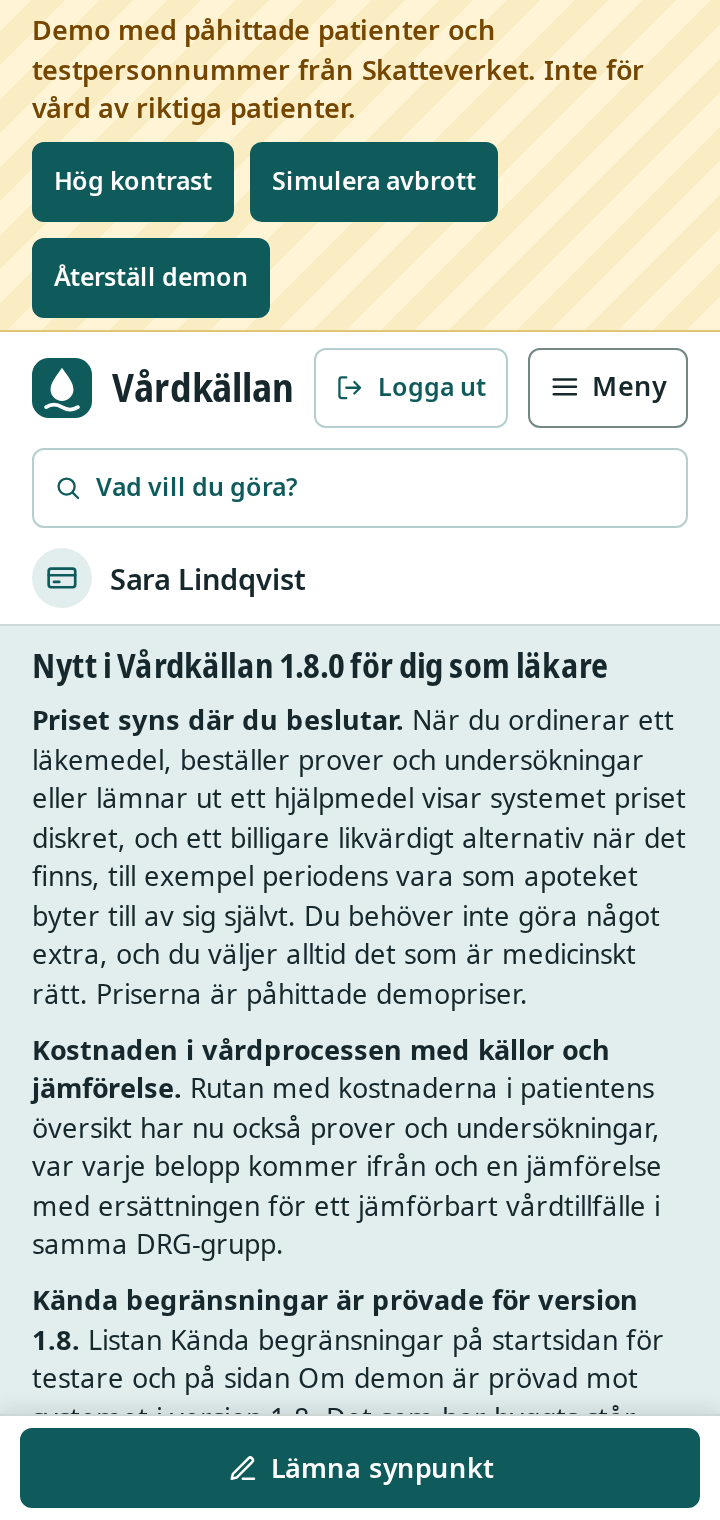 Demo med påhittade patienter och
testpersonnummer från Skatteverket. Inte för
vård av riktiga patienter.
Hög kontrast
Simulera avbrott
Återställ demon
Vårdkällan
Logga ut
Meny
Vad vill du göra?
Sara Lindqvist
Nytt i Vårdkällan 1.8.0 för dig som läkare
Priset syns där du beslutar. När du ordinerar ett
läkemedel, beställer prover och undersökningar
eller lämnar ut ett hjälpmedel visar systemet priset
diskret, och ett billigare likvärdigt alternativ när det
finns, till exempel periodens vara som apoteket
byter till av sig självt. Du behöver inte göra något
extra, och du väljer alltid det som är medicinskt
rätt. Priserna är påhittade demopriser.
Kostnaden i vårdprocessen med källor och
jämförelse. Rutan med kostnaderna i patientens
översikt har nu också prover och undersökningar,
var varje belopp kommer ifrån och en jämförelse
med ersättningen för ett jämförbart vårdtillfälle i
samma DRG-grupp.
Kända begränsningar är prövade för version
1.8. Listan Kända begränsningar på startsidan för
testare och på sidan Om demon är prövad mot
Lämna synpunkt